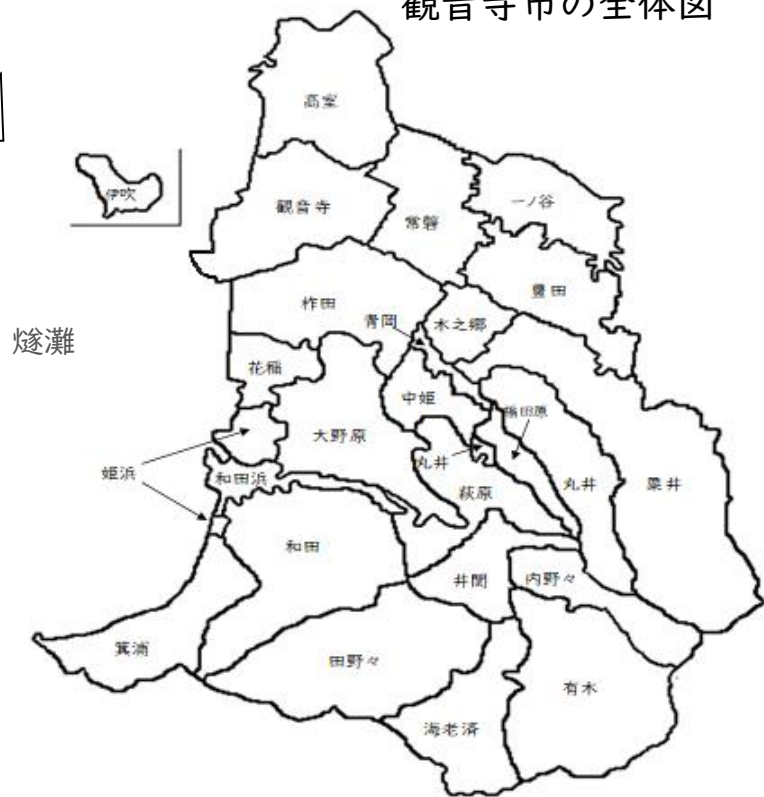 観音寺市の全体図
高室
伊吹
観音寺
常磐
一ノ谷
豊田
柞田
青岡
木之郷
燧灘
花稲
中姫
福田原
大野原
姫浜
和田浜
丸井
萩原
丸井
粟井
和田
井関
内野々
箕浦
田野々
有木
海老済